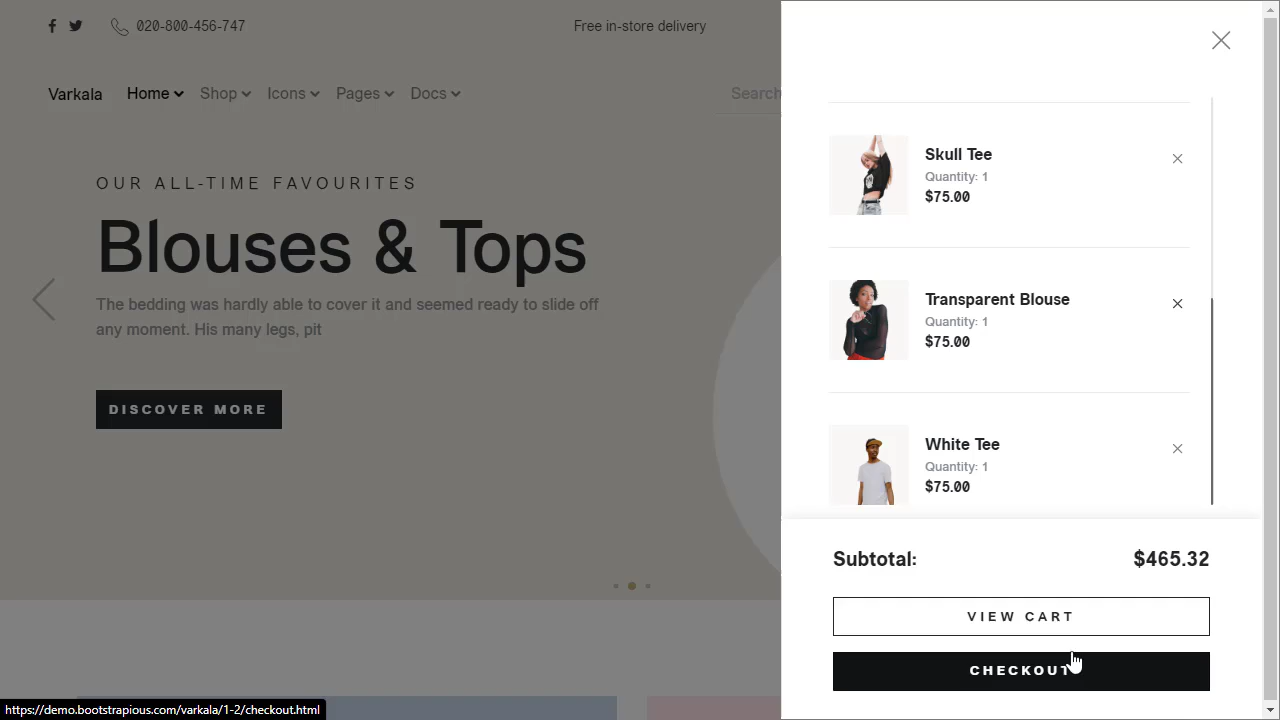 020-800-456-747
Free in-store delivery
Varkala
Home
Shop
Icons
Pages
Docs
Search
OUR ALL-TIME FAVOURITES
Blouses & Tops
The bedding was hardly able to cover it and seemed ready to slide off
any moment. His many legs, pit
DISCOVER MORE
Skull Tee
Quantity: 1
$75.00
Transparent Blouse
Quantity: 1
$75.00
White Tee
Quantity: 1
$75.00
Subtotal: $465.32
VIEW CART
CHECKOUT
https://demo.bootstrapious.com/varkala/1-2/checkout.html